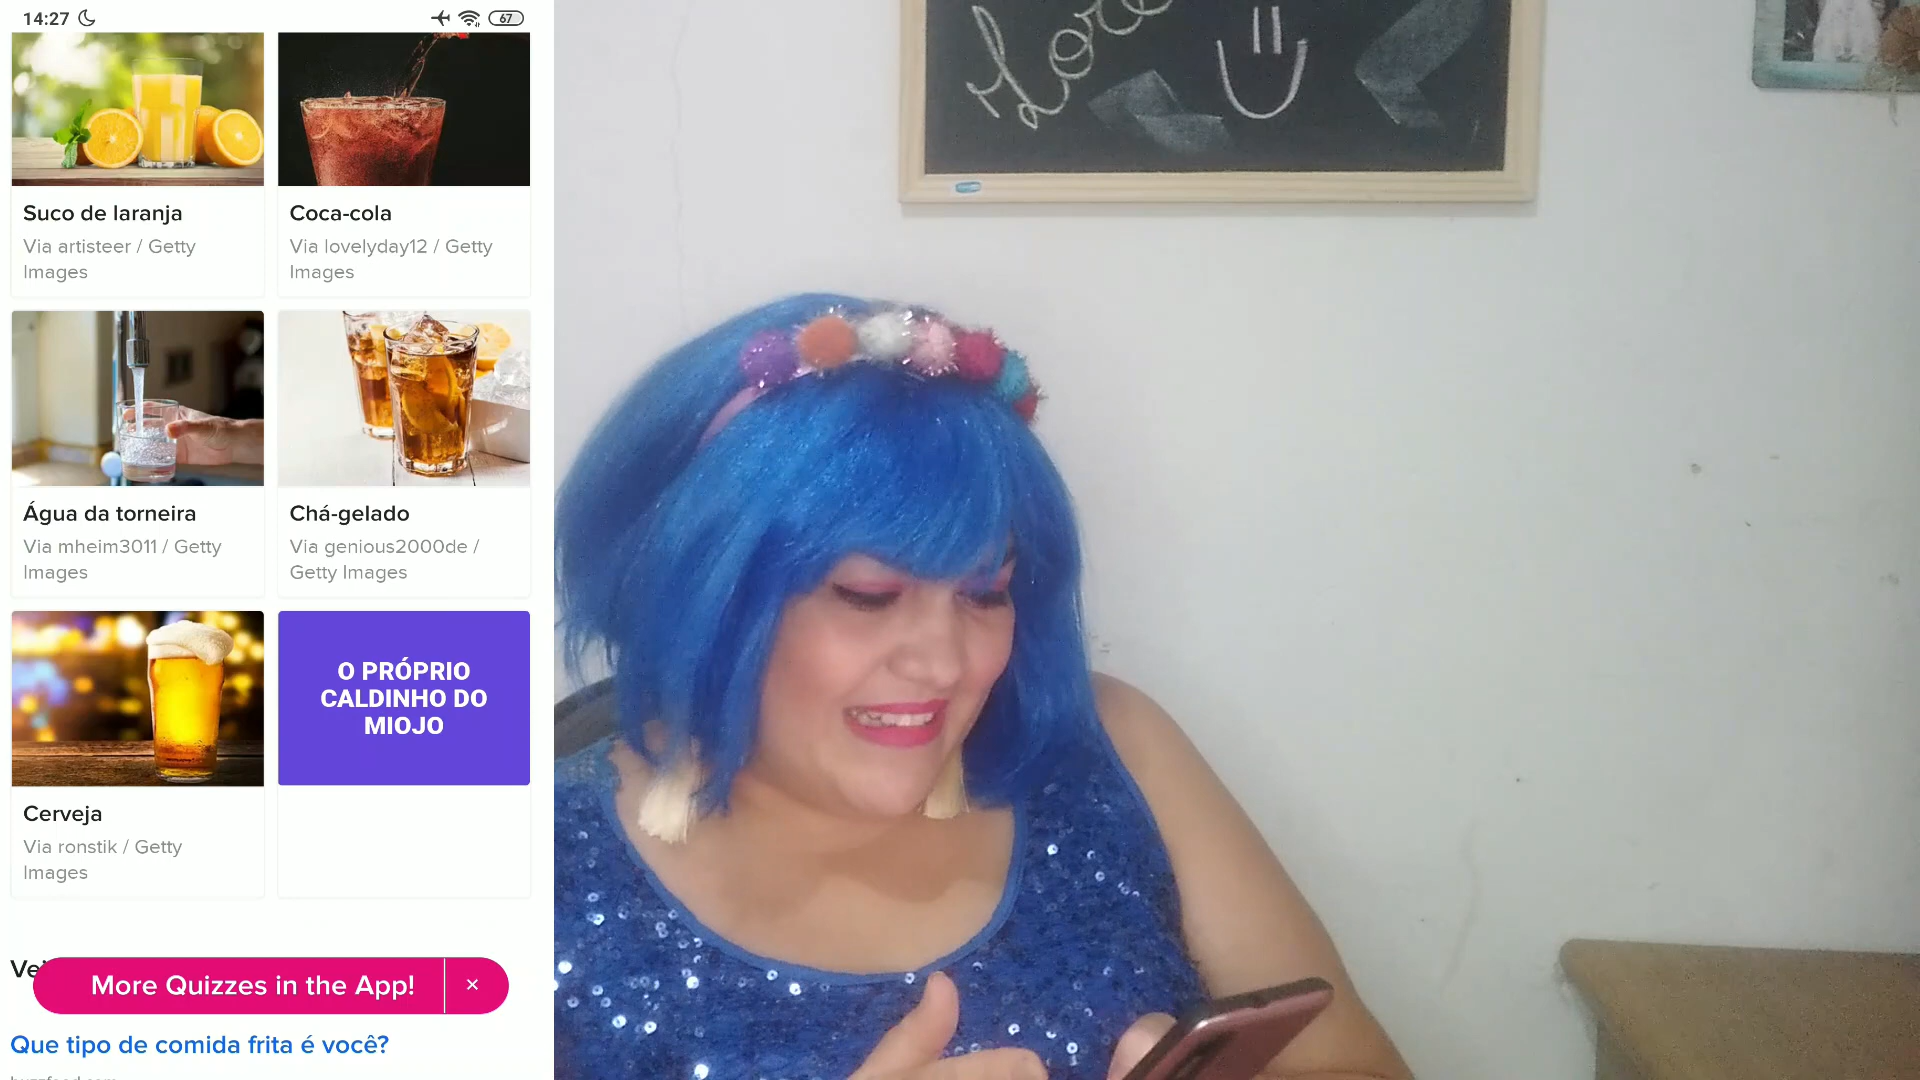 14:27
67
Suco de laranja
Via artisteer / Getty
Images
Coca-cola
Via lovelyday12 / Getty
Images
Água da torneira
Via mheim3011 / Getty
Images
Chá-gelado
Via genious2000de /
Getty Images
Cerveja
Via ronstik / Getty
Images
O PRÓPRIO
CALDINHO DO
MIOJO
More Quizzes in the App!
×
Que tipo de comida frita é você?